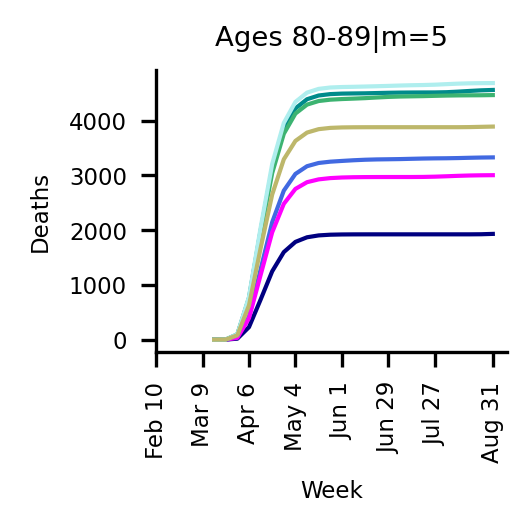 Ages 80-89|m=5
Deaths
4000
3000
2000
1000
0
Feb 10
Mar 9
Apr 6
May 4
Jun 1
Jun 29
Jul 27
Aug 31
Week